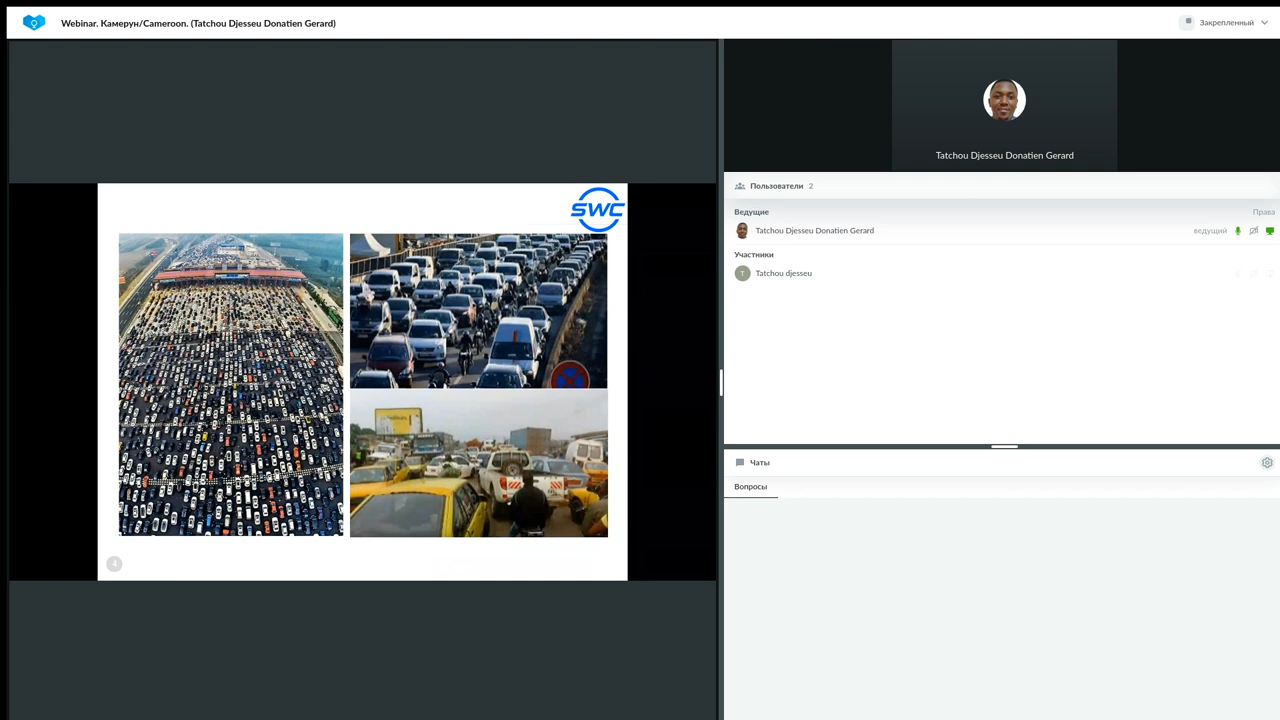 Webinar. Камерун/Cameroon. (Tatchou Djesseu Donatien Gerard)
Закрепленный
SWC
4
Tatchou Djesseu Donatien Gerard
Пользователи 2
Ведущие Права
Tatchou Djesseu Donatien Gerard ведущий
Участники
T Tatchou djesseu
Чаты
Вопросы